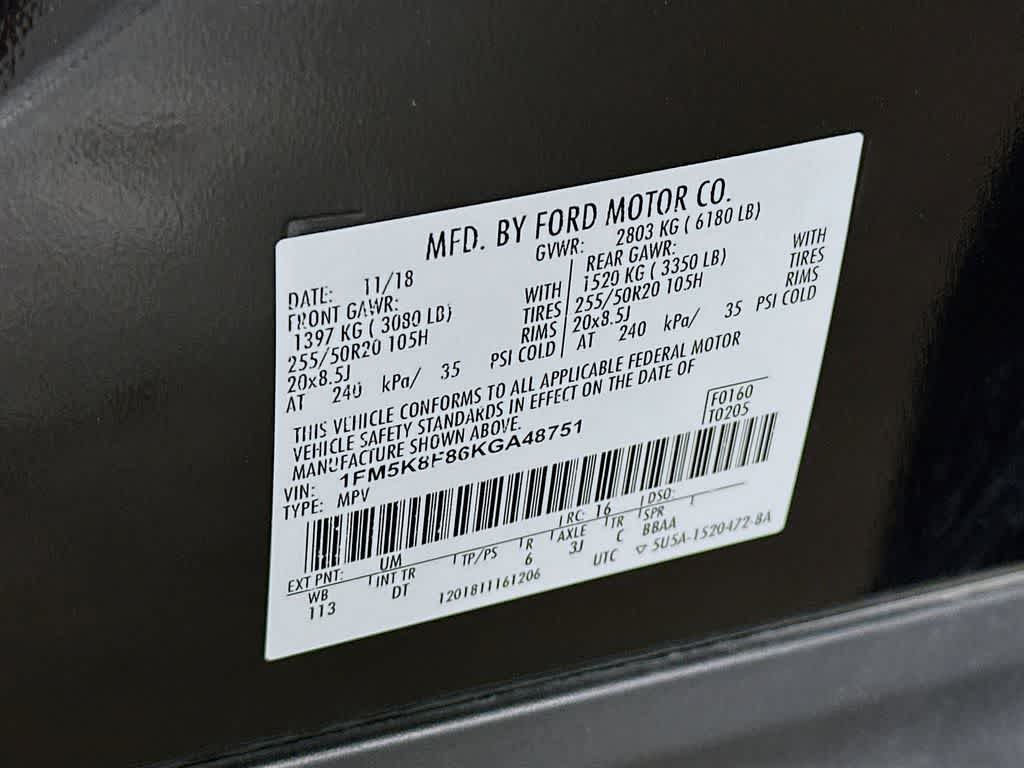 MFD. BY FORD MOTOR CO.
DATE: 11/18
GVWR: 2803 KG ( 6180 LB)
FRONT GAWR:
1397 KG ( 3080 LB) WITH
255/50R20 105H TIRES
20x8.5J RIMS
AT 240 kPa/ 35 PSI COLD
REAR GAWR:
1520 KG ( 3350 LB) WITH
255/50R20 105H TIRES
20x8.5J RIMS
AT 240 kPa/ 35 PSI COLD
THIS VEHICLE CONFORMS TO ALL APPLICABLE FEDERAL MOTOR
VEHICLE SAFETY STANDARDS IN EFFECT ON THE DATE OF
MANUFACTURE SHOWN ABOVE.
F0160
T0205
VIN: 1FM5K8F86KGA48751
TYPE: MPV
EXT PNT: UM RC: 16 DSO:
WB INT TR TP/PS R AXLE TR SPR
113 DT 6 3J C BBAA
1201811161206 UTC ▽ 5U5A-1520472-BA